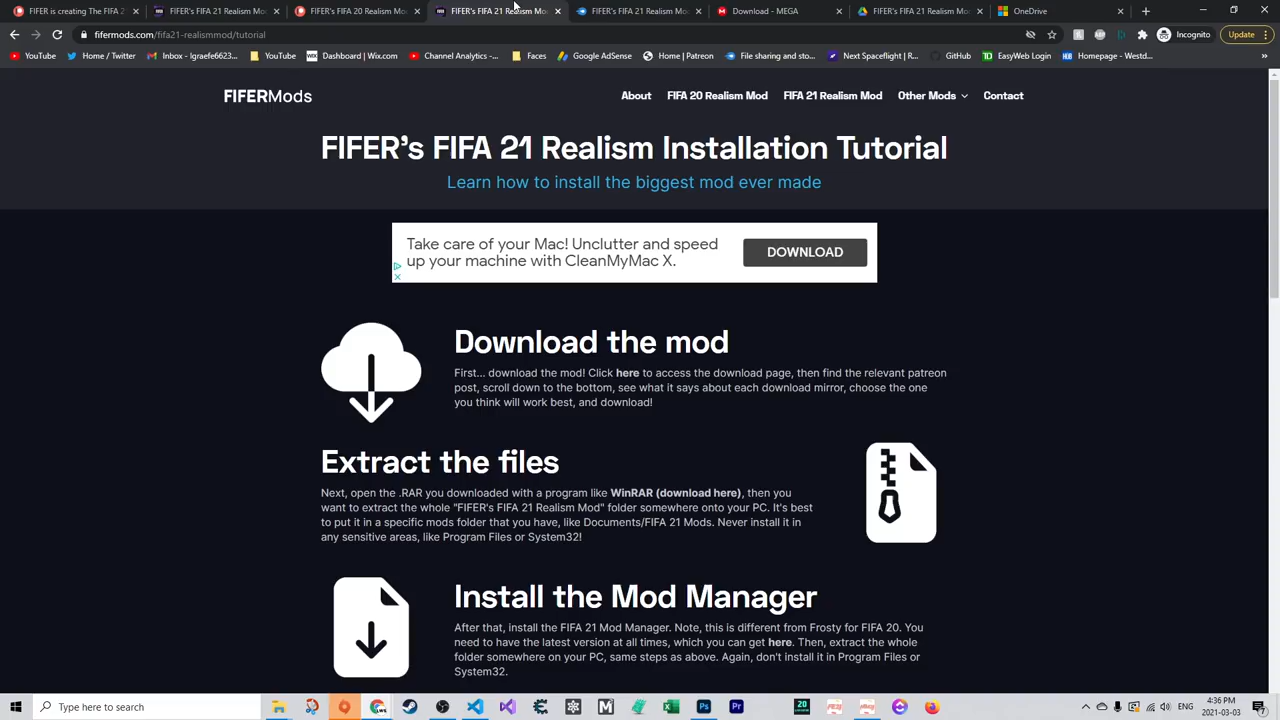 FIFER is creating The FIFA 2
FIFER's FIFA 21 Realism Mod
FIFER's FIFA 20 Realism Mod
FIFER's FIFA 21 Realism Mod
FIFER's FIFA 21 Realism Mod
Download - MEGA
FIFER's FIFA 21 Realism Mod
OneDrive
fifermods.com/fifa21-realismmod/tutorial
Incognito
Update
YouTube
Home / Twitter
Inbox - lgraefe6623...
YouTube
Dashboard | Wix.com
Channel Analytics -...
Faces
Google AdSense
Home | Patreon
File sharing and sto...
Next Spaceflight | R...
GitHub
EasyWeb Login
Homepage - Westd...
»
FIFERMods
About
FIFA 20 Realism Mod
FIFA 21 Realism Mod
Other Mods
Contact
FIFER's FIFA 21 Realism Installation Tutorial
Learn how to install the biggest mod ever made
Take care of your Mac! Unclutter and speed
up your machine with CleanMyMac X.
DOWNLOAD
Download the mod
First... download the mod! Click here to access the download page, then find the relevant patreon
post, scroll down to the bottom, see what it says about each download mirror, choose the one
you think will work best, and download!
Extract the files
Next, open the .RAR you downloaded with a program like WinRAR (download here), then you
want to extract the whole "FIFER's FIFA 21 Realism Mod" folder somewhere onto your PC. It's best
to put it in a specific mods folder that you have, like Documents/FIFA 21 Mods. Never install it in
any sensitive areas, like Program Files or System32!
Install the Mod Manager
After that, install the FIFA 21 Mod Manager. Note, this is different from Frosty for FIFA 20. You
need to have the latest version at all times, which you can get here. Then, extract the whole
folder somewhere on your PC, same steps as above. Again, don't install it in Program Files or
System32.
Type here to search
4:36 PM
2021-03-03